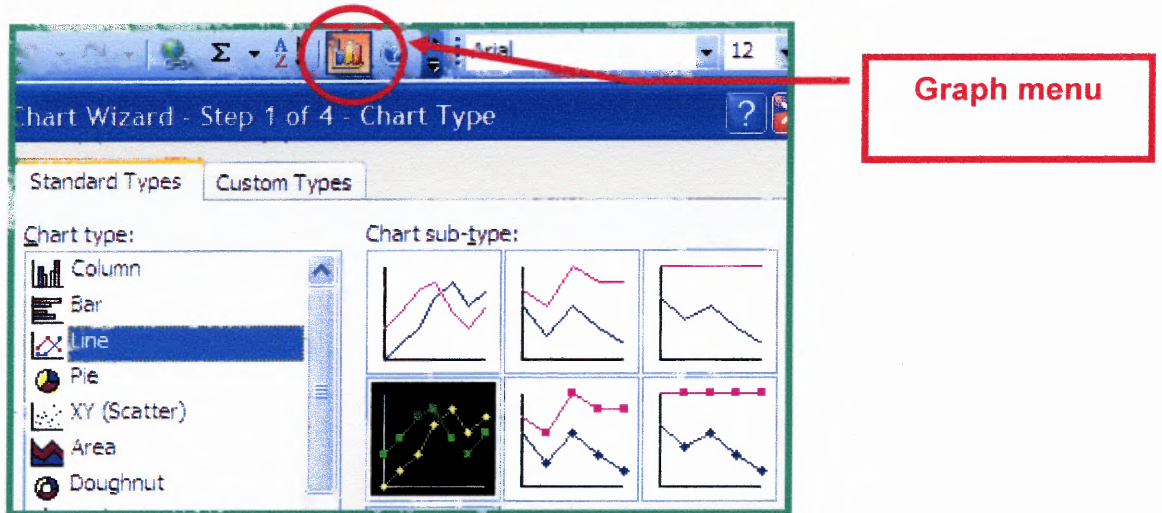 Σ
A
Z
Arial
12
Graph menu
Chart Wizard - Step 1 of 4 - Chart Type
?
Standard Types
Custom Types
Chart type:
Chart sub-type:
Column
Bar
Line
Pie
XY (Scatter)
Area
Doughnut